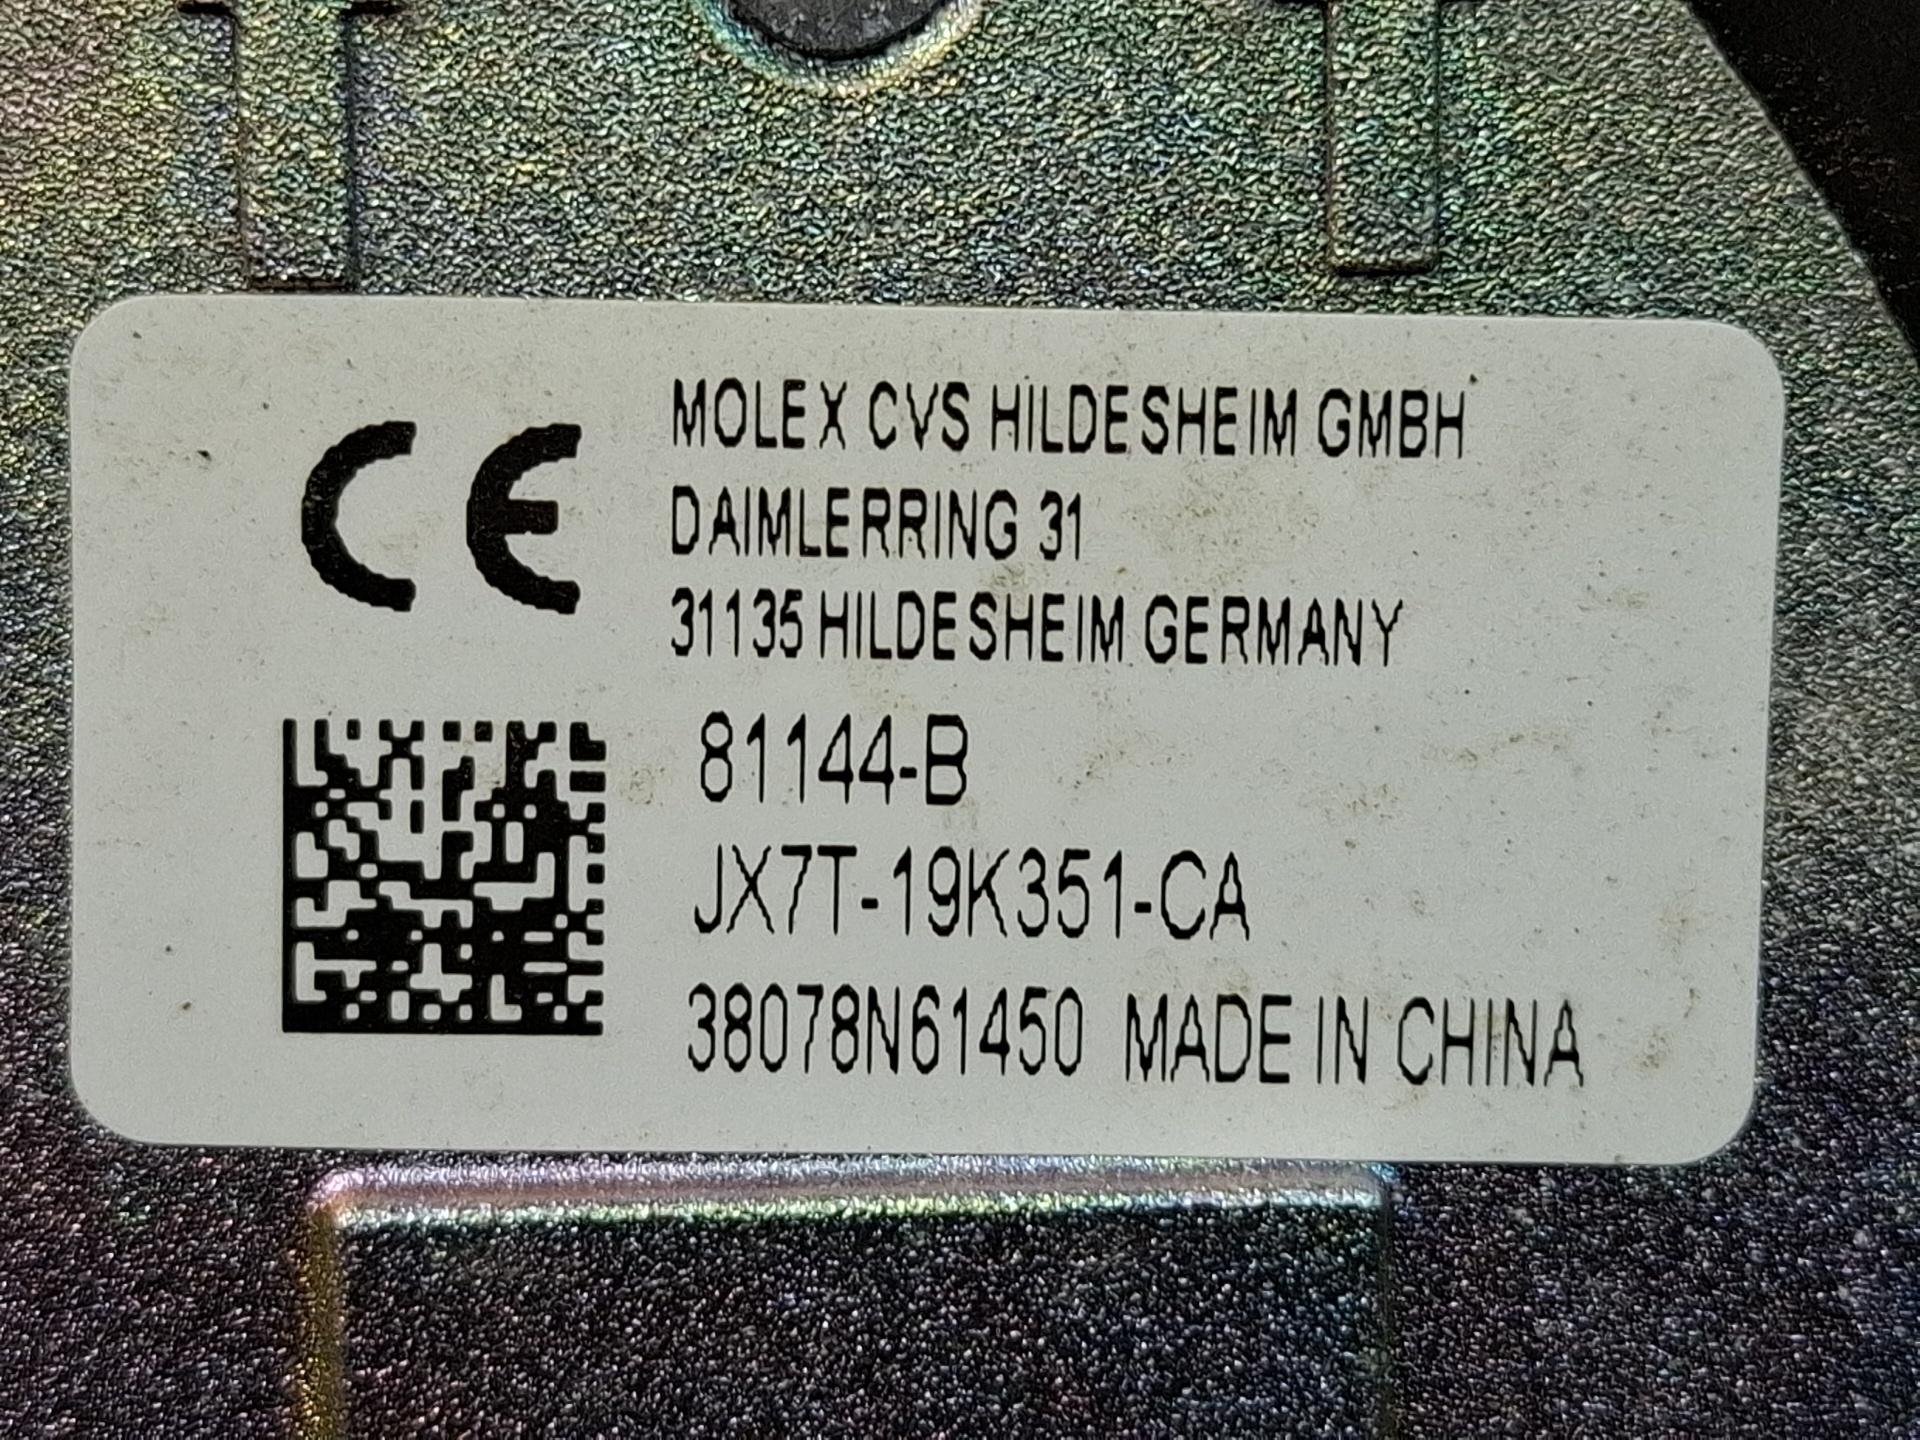 CE
MOLEX CVS HILDESHEIM GMBH
DAIMLERRING 31
31135 HILDESHEIM GERMANY
81144-B
JX7T-19K351-CA
38078N61450 MADE IN CHINA